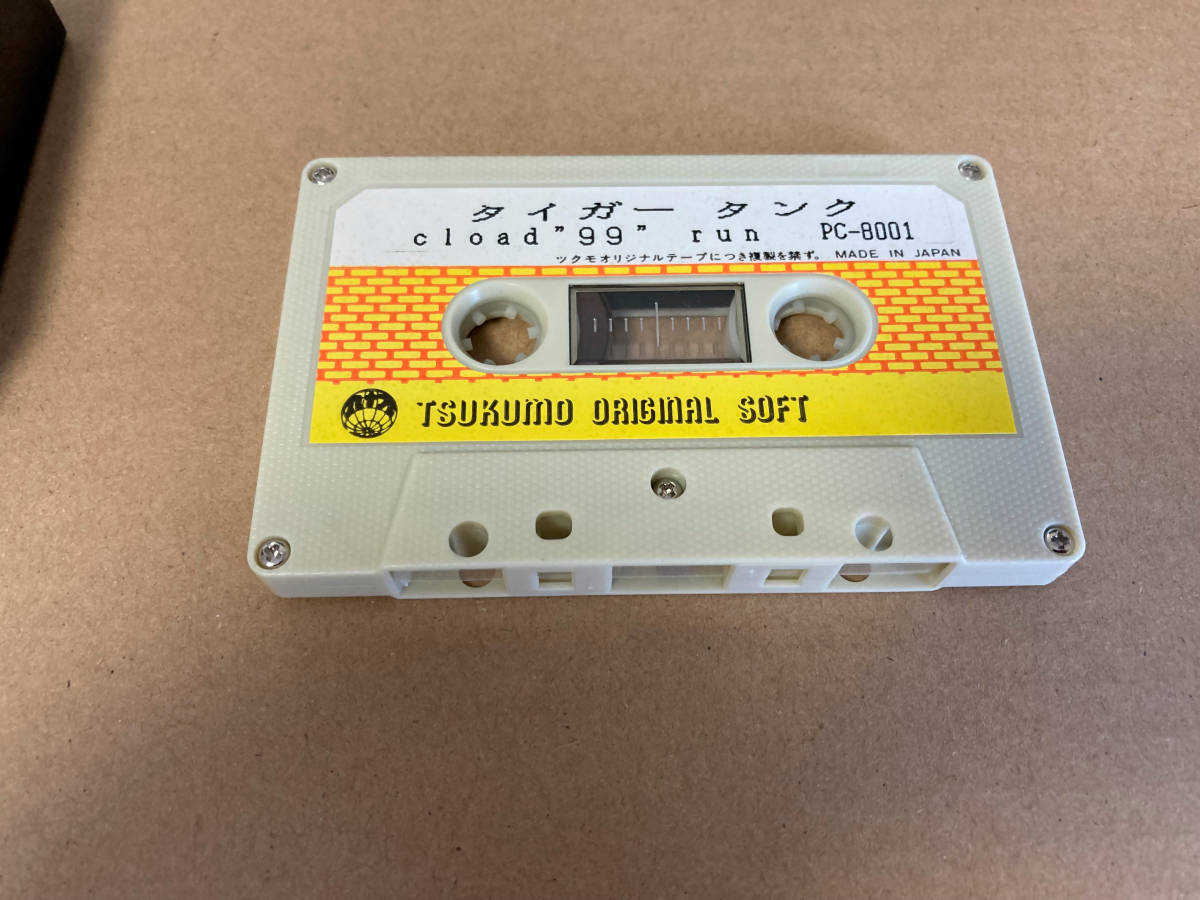 タイガー タンク
cload"99" run PC-8001
ツクモオリジナルテープにつき複製を禁ず。 MADE IN JAPAN
TSUKUMO ORIGINAL SOFT